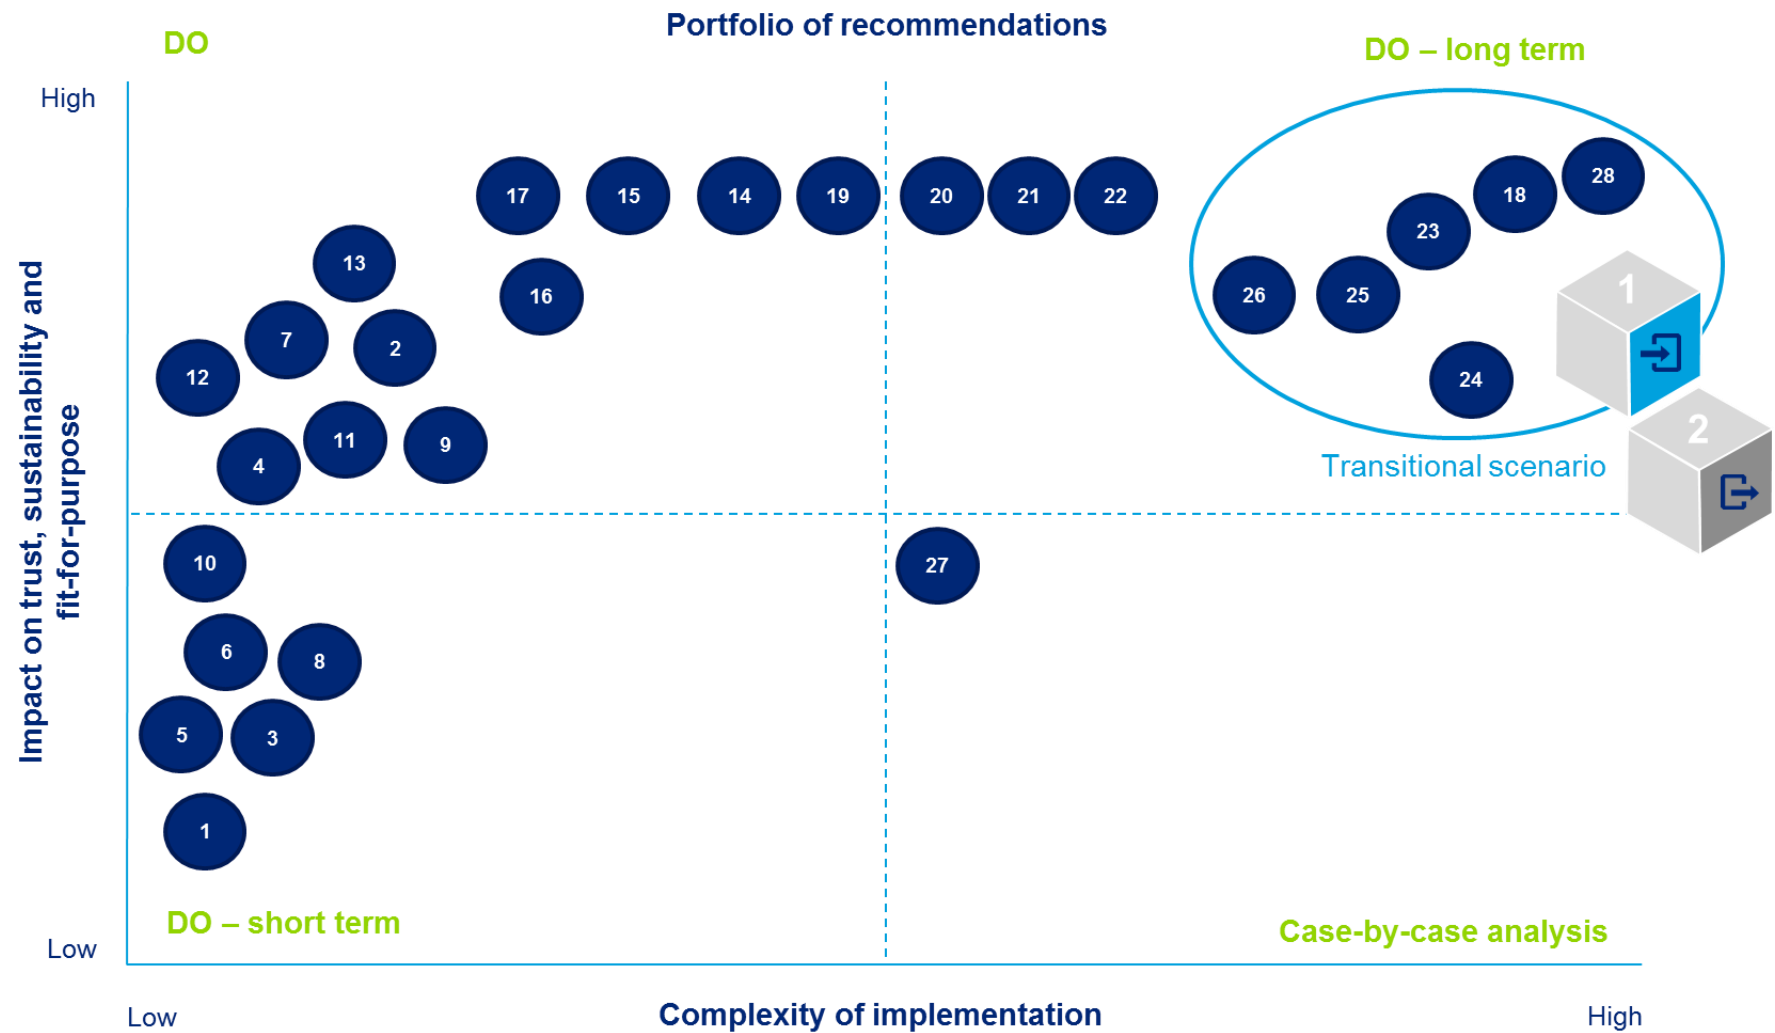 Portfolio of recommendations
DO
DO – long term
High
17
15
14
19
20
21
22
28
18
23
13
16
26
25
1
7
2
12
24
11
9
4
2
Transitional scenario
Impact on trust, sustainability and
fit-for-purpose
10
27
6
8
5
3
1
DO – short term
Case-by-case analysis
Low
Low
Complexity of implementation
High